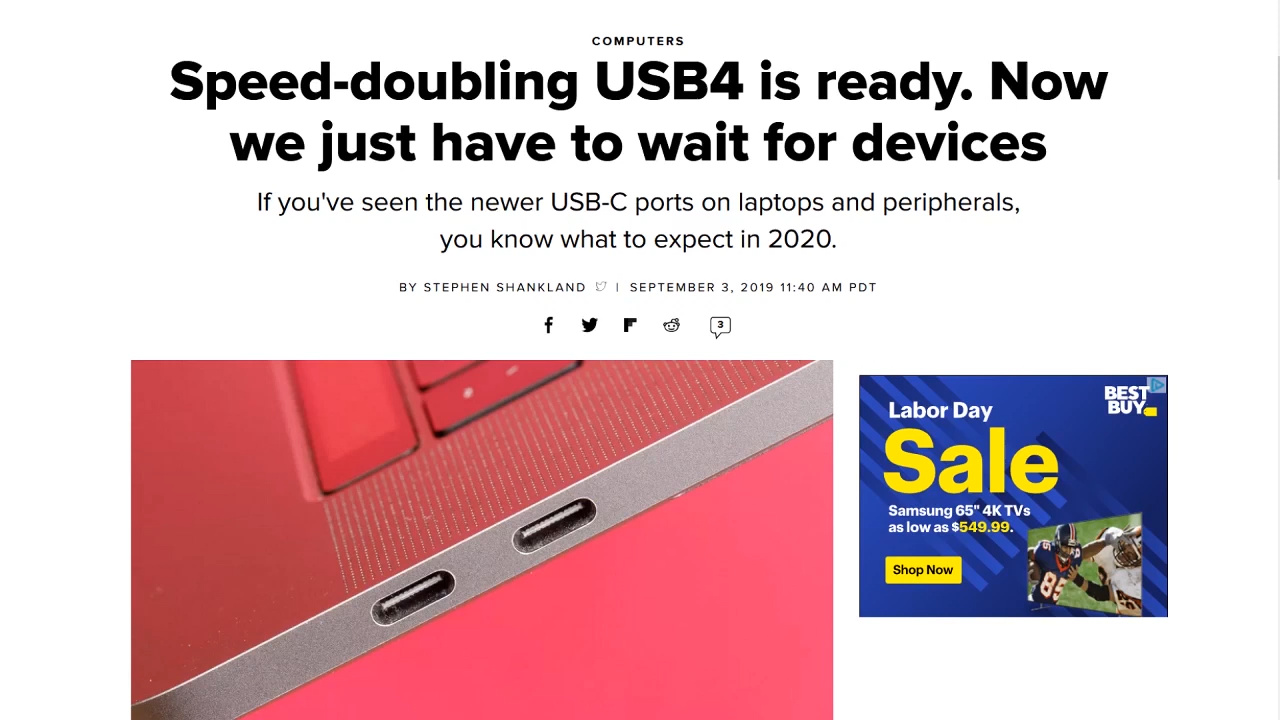 COMPUTERS
Speed-doubling USB4 is ready. Now
we just have to wait for devices
If you've seen the newer USB-C ports on laptops and peripherals,
you know what to expect in 2020.
BY STEPHEN SHANKLAND | SEPTEMBER 3, 2019 11:40 AM PDT
3
BEST
BUY
Labor Day
Sale
Samsung 65" 4K TVs
as low as $549.99.
Shop Now
85